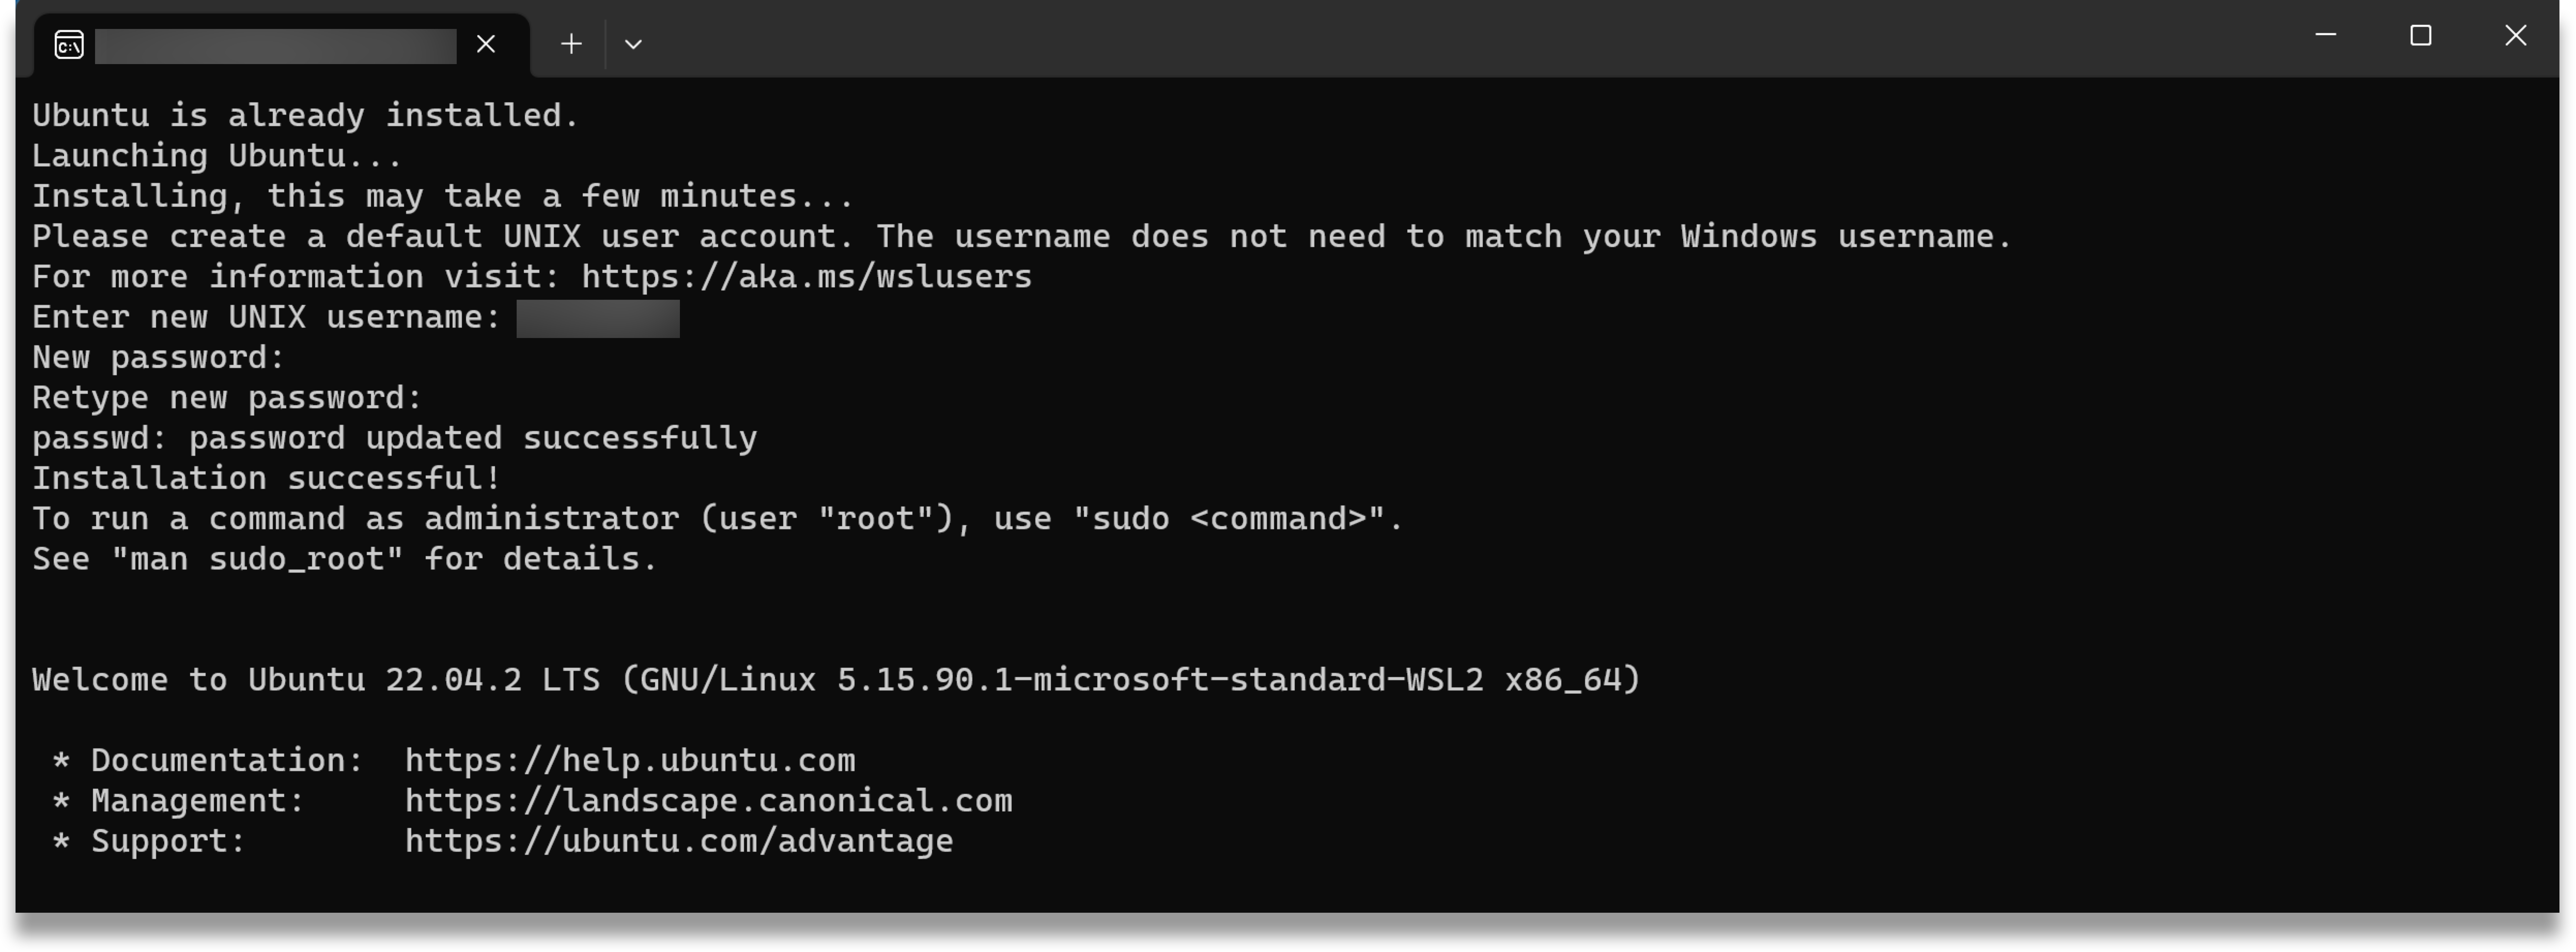 Ubuntu is already installed.
Launching Ubuntu...
Installing, this may take a few minutes...
Please create a default UNIX user account. The username does not need to match your Windows username.
For more information visit: https://aka.ms/wslusers
Enter new UNIX username:
New password:
Retype new password:
passwd: password updated successfully
Installation successful!
To run a command as administrator (user "root"), use "sudo <command>".
See "man sudo_root" for details.
Welcome to Ubuntu 22.04.2 LTS (GNU/Linux 5.15.90.1-microsoft-standard-WSL2 x86_64)
* Documentation: https://help.ubuntu.com
* Management: https://landscape.canonical.com
* Support: https://ubuntu.com/advantage